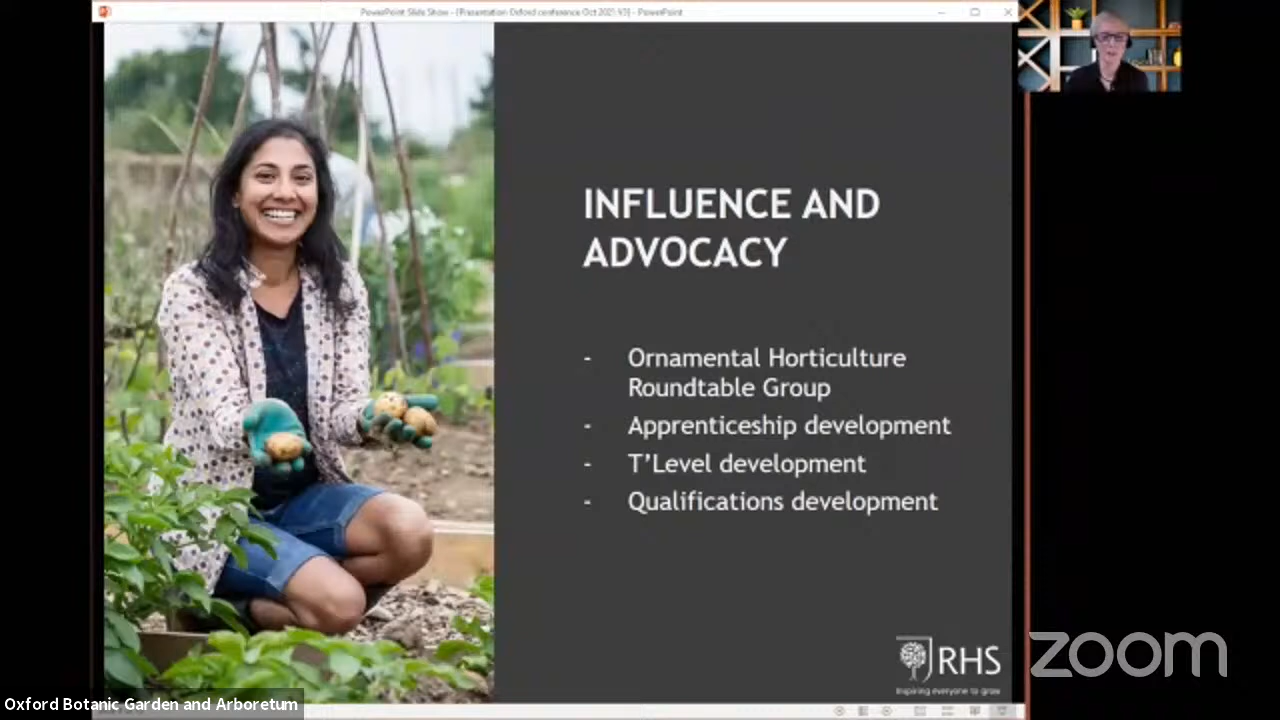 PowerPoint Slide Show - [Presentation Oxford conference Oct 2021 V3] - PowerPoint
INFLUENCE AND
ADVOCACY
- Ornamental Horticulture
Roundtable Group
- Apprenticeship development
- T'Level development
- Qualifications development
RHS
Inspiring everyone to grow
zoom
Oxford Botanic Garden and Arboretum